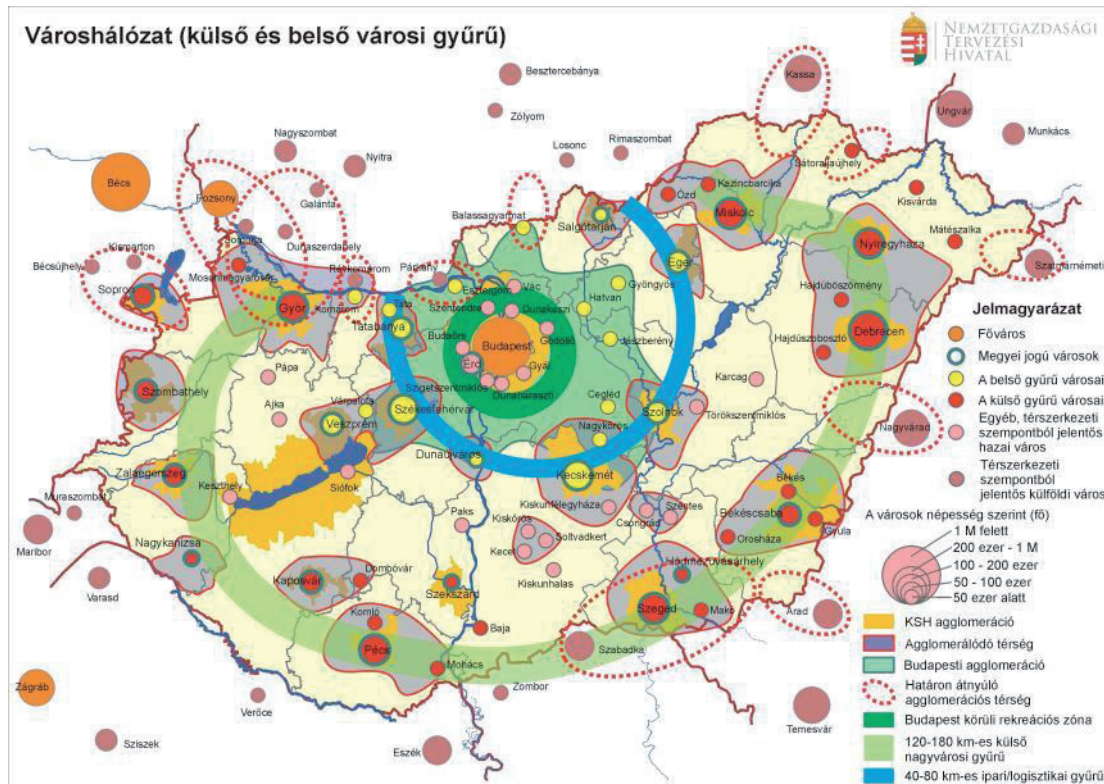 Városhálózat (külső és belső városi gyűrű)
NEMZETGAZDASÁGI
TERVEZÉSI
HIVATAL
Besztercebánya
Kassa
Zólyom
Ungvár
Munkács
Nagyszombat
Nyitra
Losonc
Rimaszombat
Sátoraljaújhely
Bécs
Pozsony
Galánta
Ózd
Kazincbarcika
Kisvárda
Balassagyarmat
Salgótarján
Miskolc
Somorja
Dunaszerdahely
Mátészalka
Kismarton
Bécsújhely
Mosonmagyaróvár
Révkomárom
Párkány
Eger
Nyíregyháza
Szatmárnémeti
Sopron
Esztergom
Vác
Gyöngyös
Győr
Komárom
Tata
Szentendre
Dunakeszi
Hatvan
Hajdúböszörmény
Tatabánya
Budaörs
Budapest
Gödöllő
Jászberény
Debrecen
Hajdúszoboszló
Érd
Gyál
Pápa
Szigetszentmiklós
Dunaharaszti
Karcag
Szombathely
Ajka
Várpalota
Székesfehérvár
Cegléd
Szolnok
Törökszentmiklós
Veszprém
Nagykőrös
Nagyvárad
Dunaújváros
Zalaegerszeg
Keszthely
Siófok
Kecskemét
Békés
Muraszombat
Paks
Kiskunfélegyháza
Csongrád
Szentes
Békéscsaba
Gyula
Maribor
Kiskőrös
Soltvadkert
Orosháza
Nagykanizsa
Kecel
Hódmezővásárhely
Varasd
Kaposvár
Dombóvár
Kiskunhalas
Szekszárd
Komló
Szeged
Makó
Arad
Baja
Pécs
Szabadka
Mohács
Zágráb
Zombor
Verőce
Temesvár
Sziszek
Eszék
Jelmagyarázat
Főváros
Megyei jogú városok
A belső gyűrű városai
A külső gyűrű városai
Egyéb, térszerkezeti
szempontból jelentős
hazai város
Térszerkezeti
szempontból
jelentős külföldi város
A városok népesség szerint (fő)
1 M felett
200 ezer - 1 M
100 - 200 ezer
50 - 100 ezer
50 ezer alatt
KSH agglomeráció
Agglomerálódó térség
Budapesti agglomeráció
Határon átnyúló
agglomerációs térség
Budapest körüli rekreációs zóna
120-180 km-es külső
nagyvárosi gyűrű
40-80 km-es ipari/logisztikai gyűrű